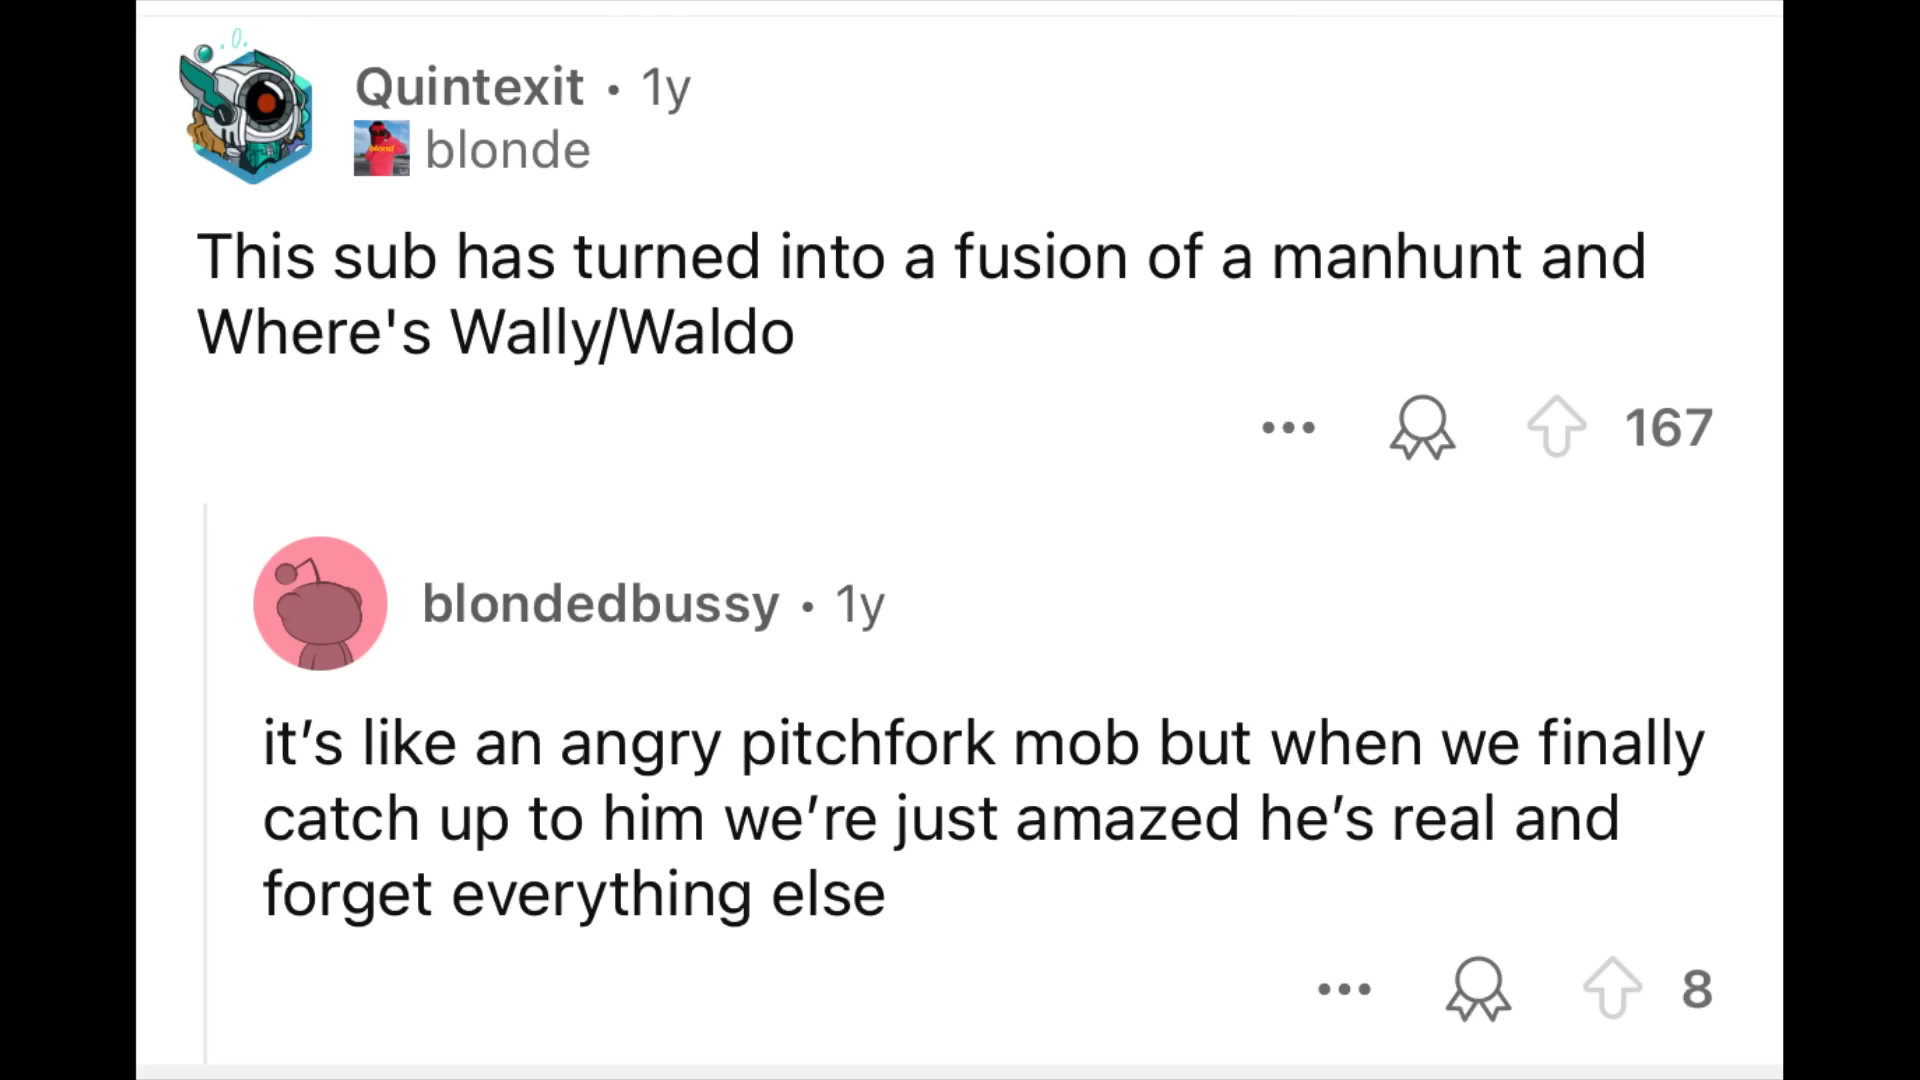 Quintexit • 1y
blonde
This sub has turned into a fusion of a manhunt and
Where's Wally/Waldo
167
blondedbussy • 1y
it’s like an angry pitchfork mob but when we finally
catch up to him we’re just amazed he’s real and
forget everything else
8